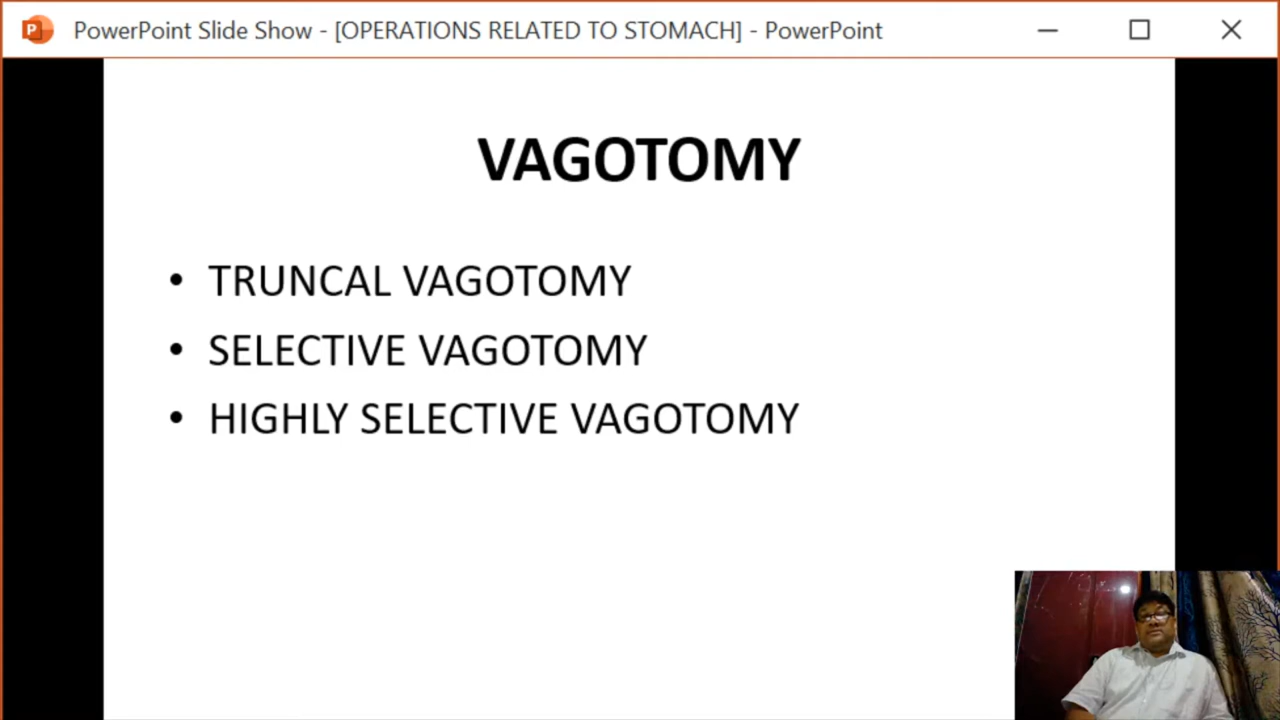 PowerPoint Slide Show - [OPERATIONS RELATED TO STOMACH] - PowerPoint
VAGOTOMY
• TRUNCAL VAGOTOMY
• SELECTIVE VAGOTOMY
• HIGHLY SELECTIVE VAGOTOMY